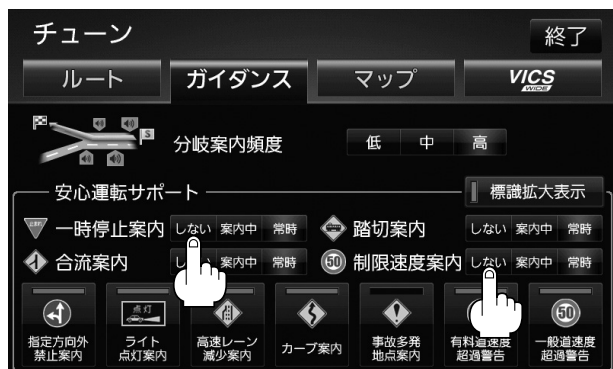 チューン
終了
ルート ガイダンス マップ VICS WIDE
S
分岐案内頻度 低 中 高
安心運転サポート 標識拡大表示
一時停止案内 しない 案内中 常時 踏切案内 しない 案内中 常時
合流案内 案内中 常時 50 制限速度案内 しない 案内中 常時
点灯 50
指定方向外 ライト 高速レーン カーブ案内 事故多発 有料道速度 一般道速度
禁止案内 点灯案内 減少案内 地点案内 超過警告 超過警告